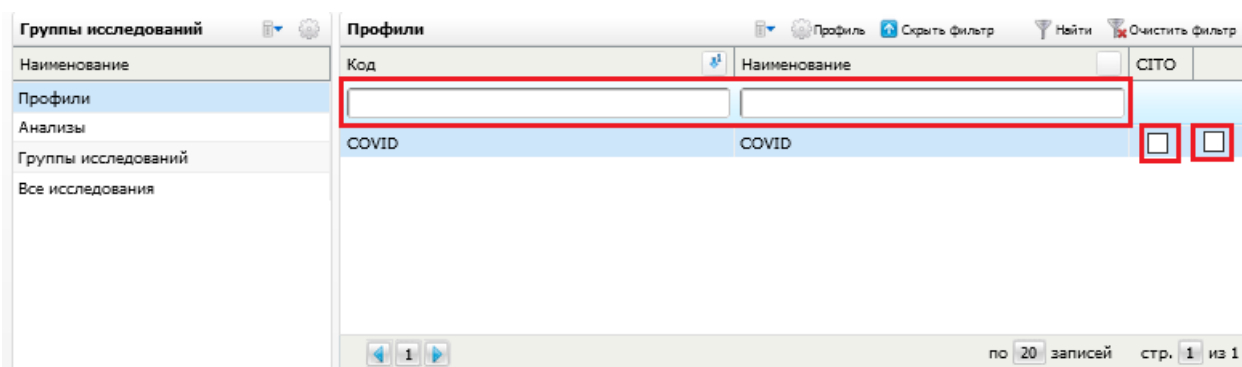 Группы исследований
Наименование
Профили
Анализы
Группы исследований
Все исследования
Профили Профиль Скрыть фильтр Найти Очистить фильтр
Код 1 Наименование CITO
COVID COVID
1 по 20 записей стр. 1 из 1